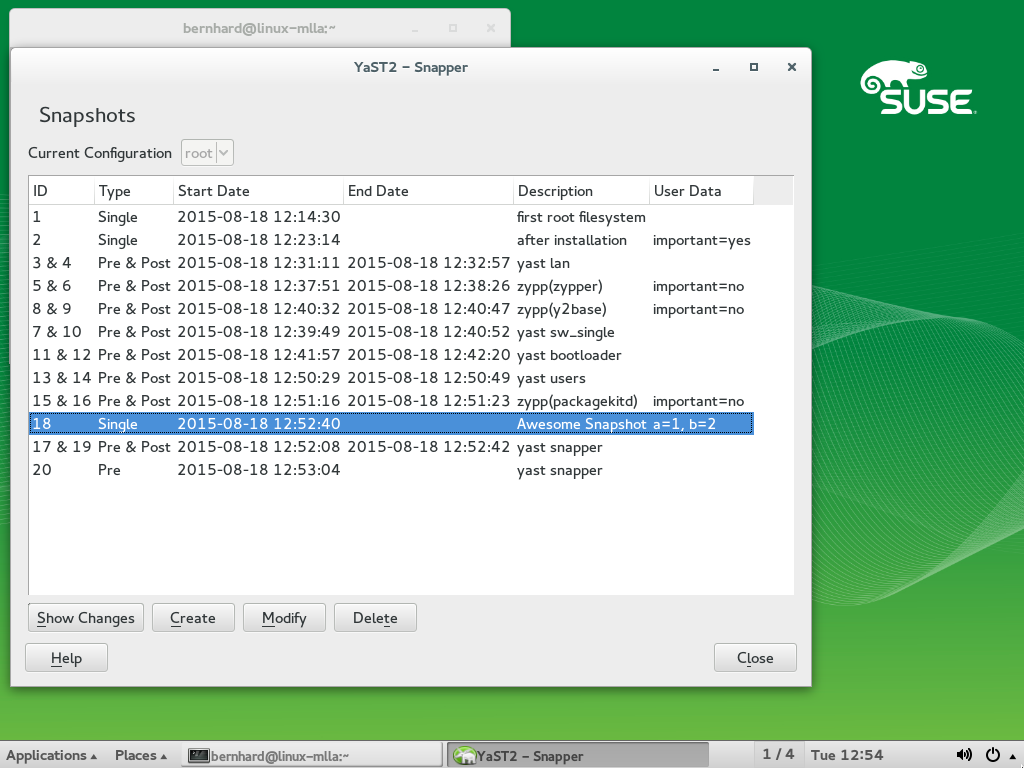 bernhard@linux-mlla:~
YaST2 - Snapper
SUSE
Snapshots
Current Configuration root
ID Type Start Date End Date Description User Data
1 Single 2015-08-18 12:14:30 first root filesystem
2 Single 2015-08-18 12:23:14 after installation important=yes
3 & 4 Pre & Post 2015-08-18 12:31:11 2015-08-18 12:32:57 yast lan
5 & 6 Pre & Post 2015-08-18 12:37:51 2015-08-18 12:38:26 zypp(zypper) important=no
8 & 9 Pre & Post 2015-08-18 12:40:32 2015-08-18 12:40:47 zypp(y2base) important=no
7 & 10 Pre & Post 2015-08-18 12:39:49 2015-08-18 12:40:52 yast sw_single
11 & 12 Pre & Post 2015-08-18 12:41:57 2015-08-18 12:42:20 yast bootloader
13 & 14 Pre & Post 2015-08-18 12:50:29 2015-08-18 12:50:49 yast users
15 & 16 Pre & Post 2015-08-18 12:51:16 2015-08-18 12:51:23 zypp(packagekitd) important=no
18 Single 2015-08-18 12:52:40 Awesome Snapshot a=1, b=2
17 & 19 Pre & Post 2015-08-18 12:52:08 2015-08-18 12:52:42 yast snapper
20 Pre 2015-08-18 12:53:04 yast snapper
Show Changes Create Modify Delete
Help Close
Applications Places bernhard@linux-mlla:~ YaST2 - Snapper 1 / 4 Tue 12:54